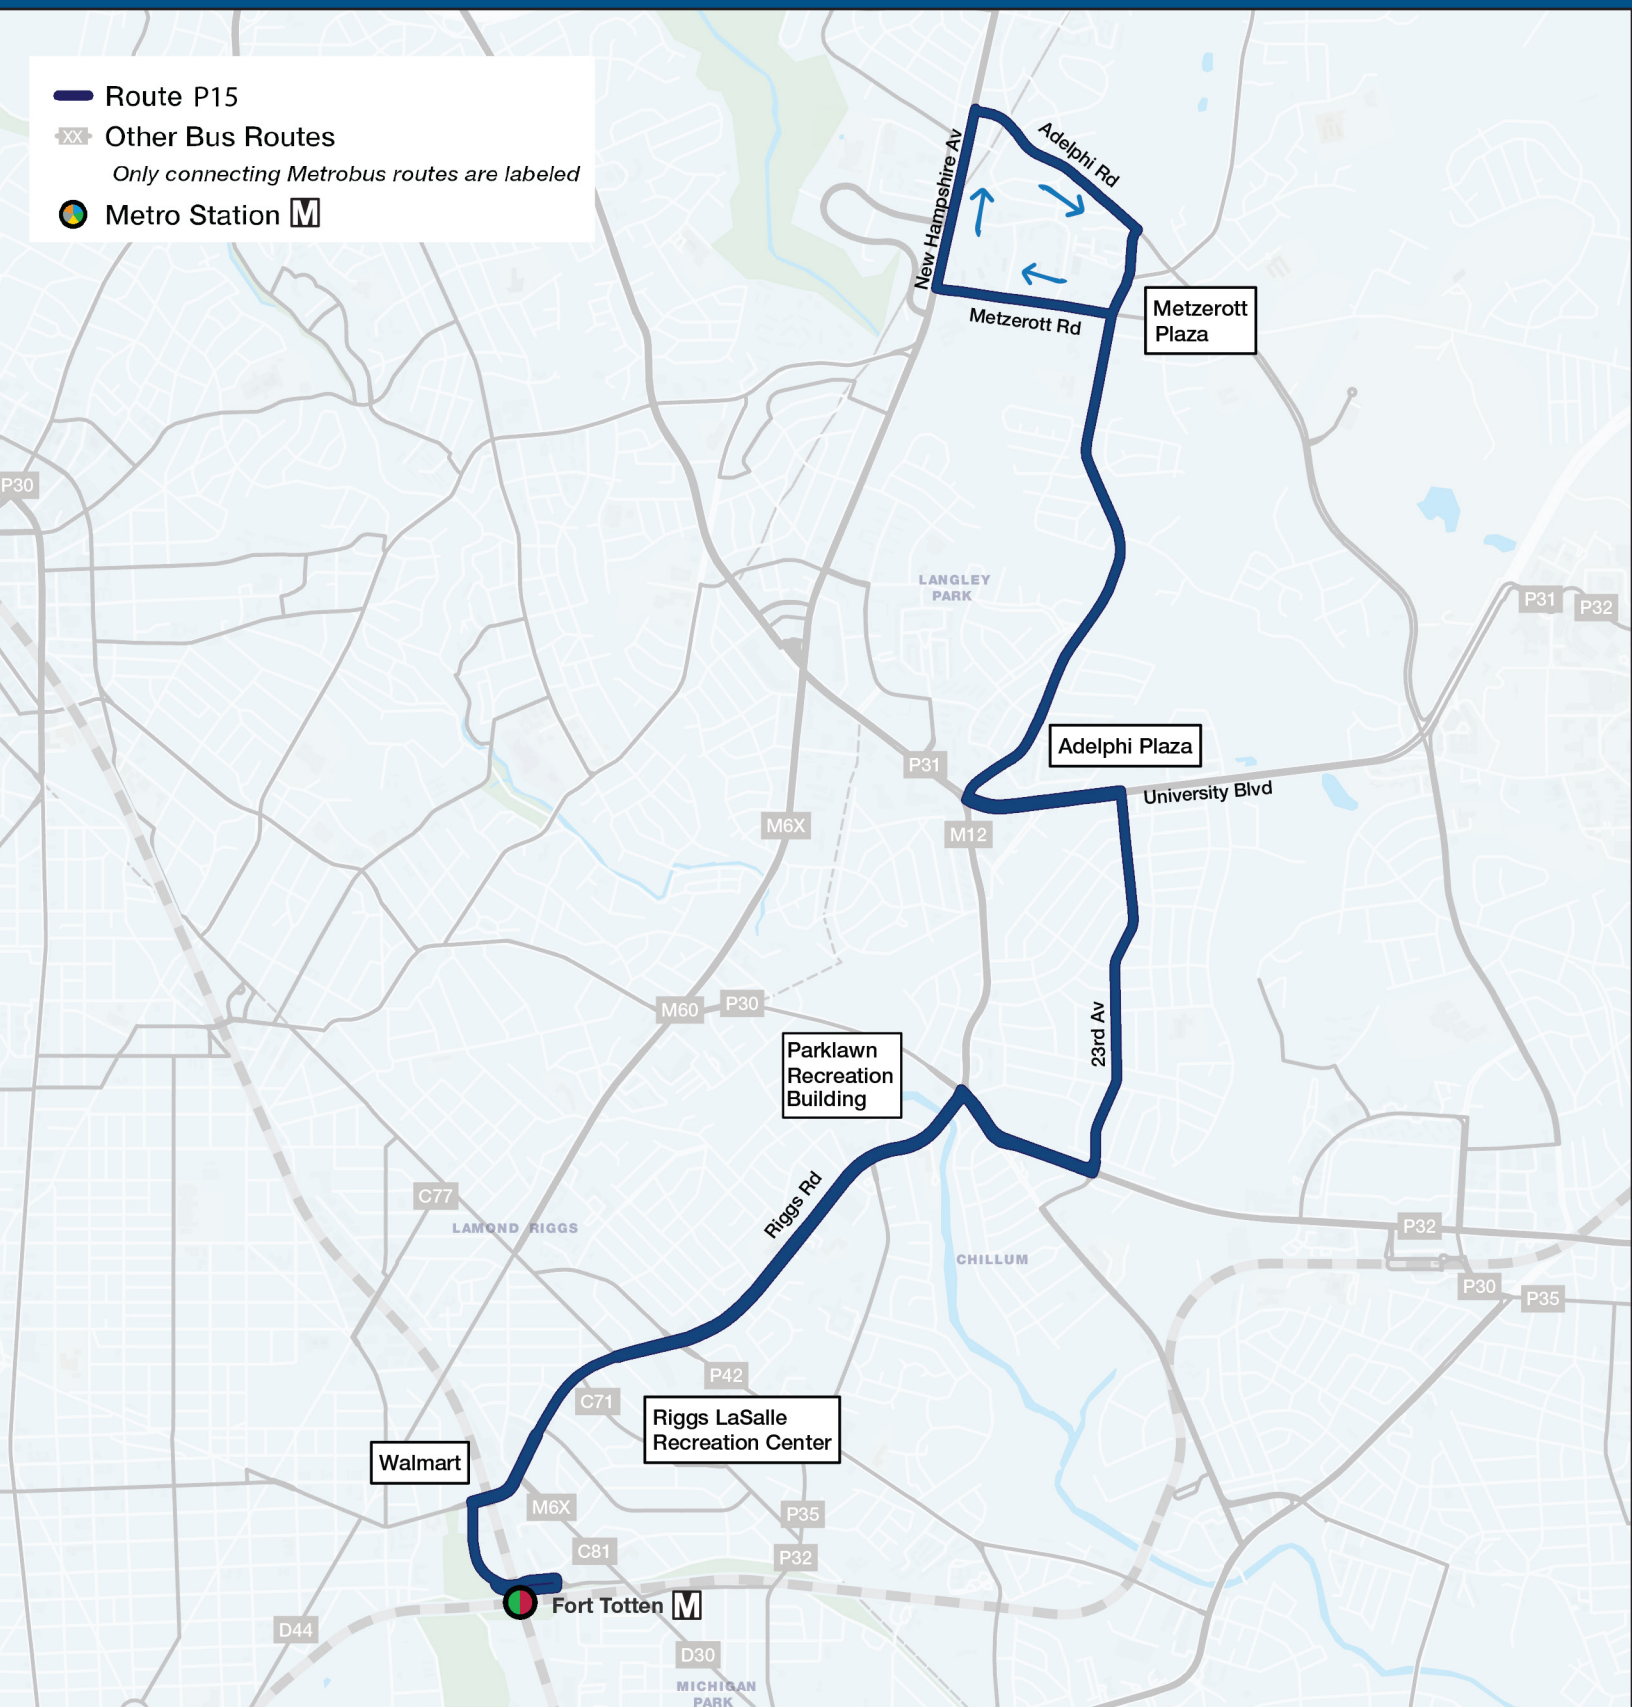 Route P15
XX Other Bus Routes
Only connecting Metrobus routes are labeled
Metro Station M
New Hampshire Av
Adelphi Rd
Metzerott Rd
Metzerott
Plaza
P30
LANGLEY
PARK
P31
P32
Adelphi Plaza
P31
University Blvd
M6X
M12
M60
P30
23rd Av
Parklawn
Recreation
Building
Riggs Rd
C77
LAMOND RIGGS
CHILLUM
P32
P30
P35
P42
C71
Riggs LaSalle
Recreation Center
Walmart
M6X
P35
C81
P32
Fort Totten M
D44
D30
MICHIGAN
PARK